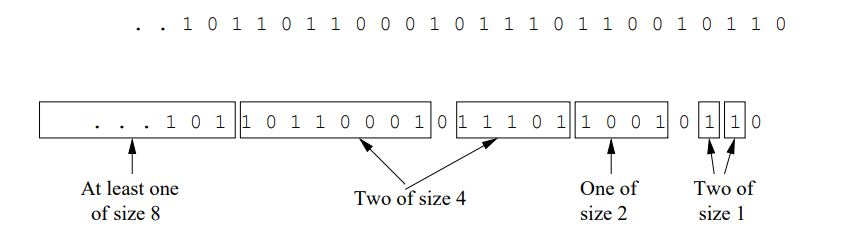 . . 1 0 1 1 0 1 1 0 0 0 1 0 1 1 1 0 1 1 0 0 1 0 1 1 0
. . . 1 0 1 1 0 1 1 0 0 0 1 0 1 1 1 0 1 1 0 0 1 0 1 1 0
At least one of size 8
Two of size 4
One of size 2
Two of size 1